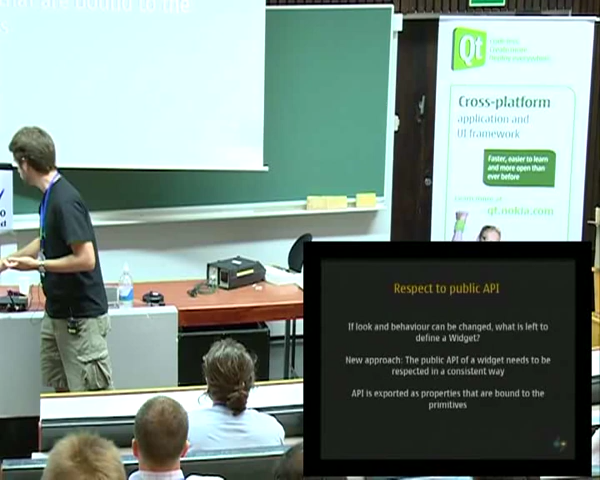 that are bound to the
Qt
Cross-platform
application and
UI framework
Faster, easier to learn
and more open than
ever before
qt.nokia.com
Respect to public API
If look and behaviour can be changed, what is left to
define a Widget?
New approach: The public API of a widget needs to be
respected in a consistent way
API is exported as properties that are bound to the
primitives